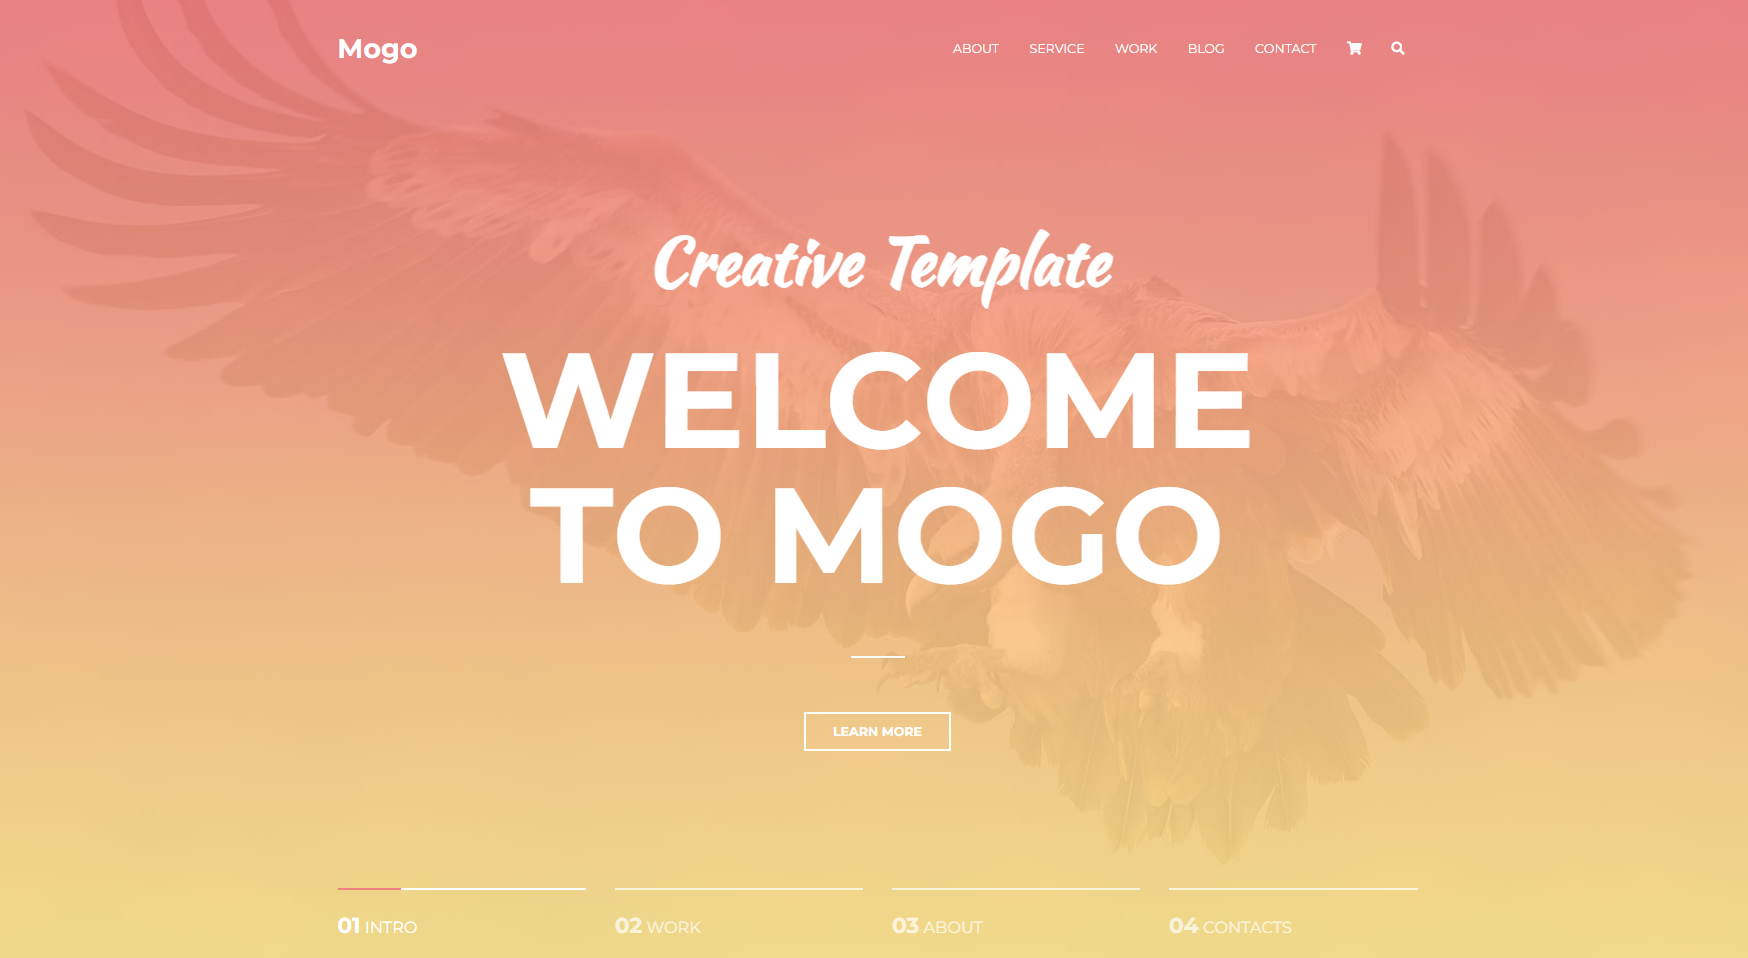 Mogo
ABOUT SERVICE WORK BLOG CONTACT
Creative Template
WELCOME
TO MOGO
LEARN MORE
01 INTRO
02 WORK
03 ABOUT
04 CONTACTS